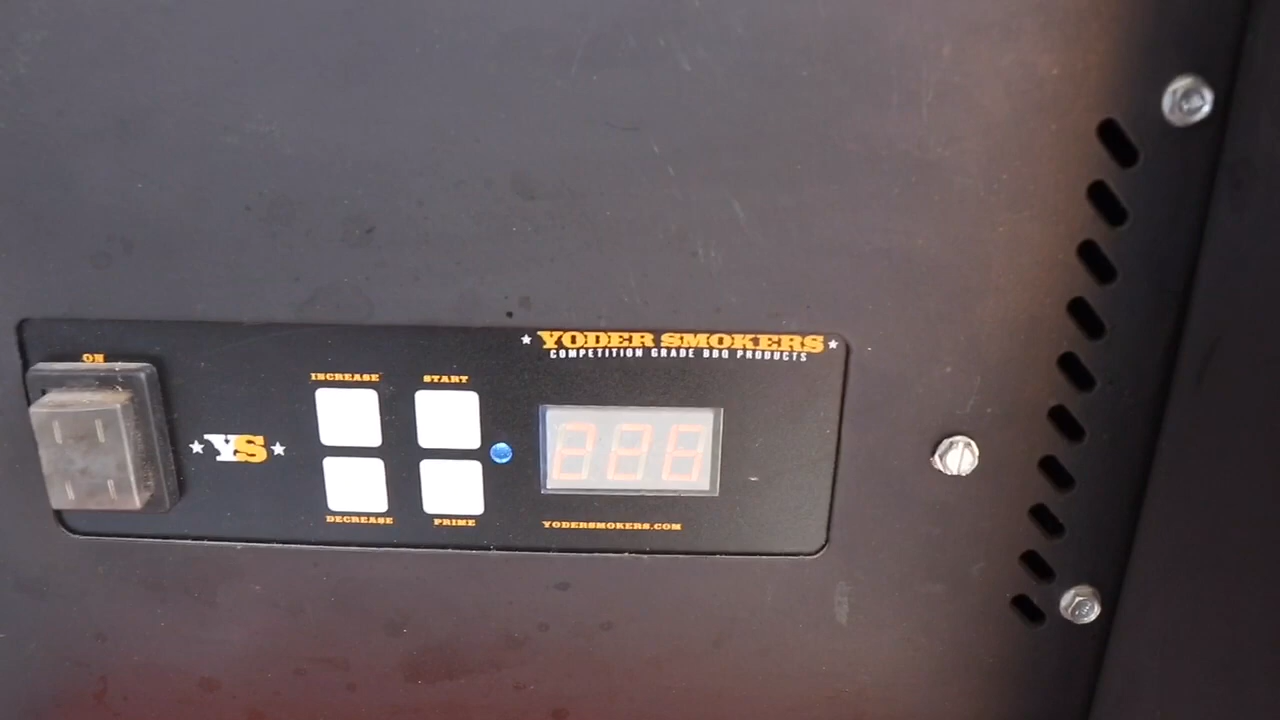 YODER SMOKERS
COMPETITION GRADE BBQ PRODUCTS
ON
INCREASE
START
YS
DECREASE
PRIME
YODERSMOKERS.COM